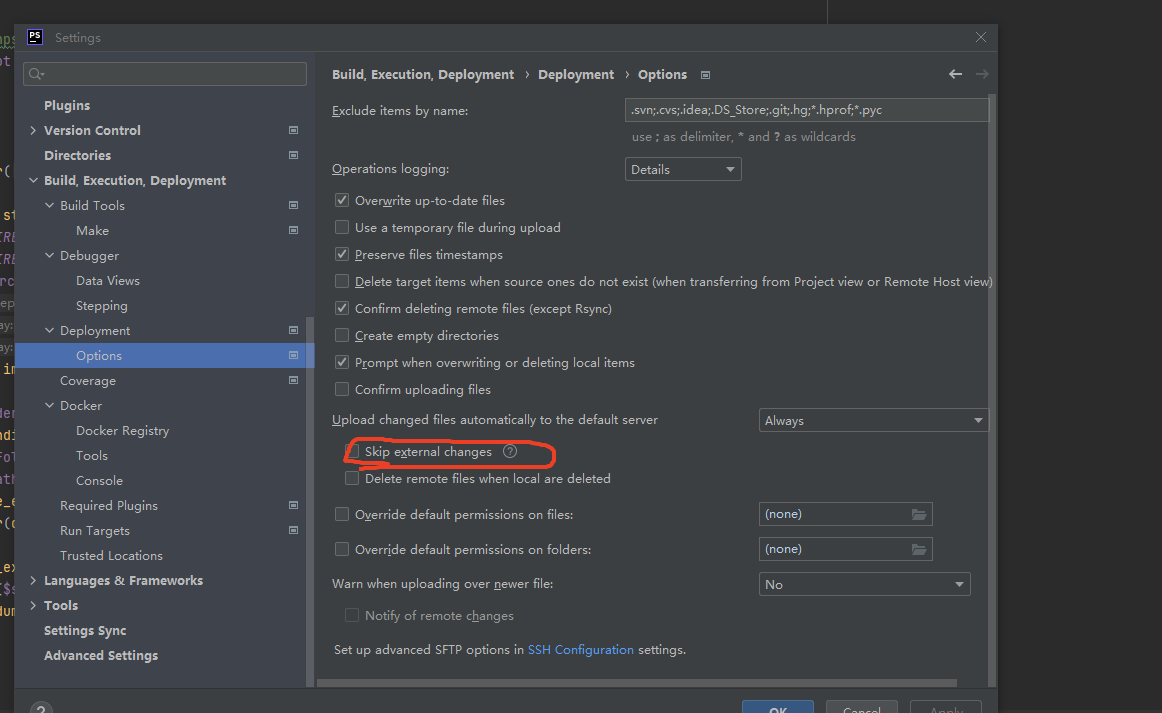 PS Settings
Plugins
Version Control
Directories
Build, Execution, Deployment
Build Tools
Make
Debugger
Data Views
Stepping
Deployment
Options
Coverage
Docker
Docker Registry
Tools
Console
Required Plugins
Run Targets
Trusted Locations
Languages & Frameworks
Tools
Settings Sync
Advanced Settings
Build, Execution, Deployment › Deployment › Options
Exclude items by name: .svn;.cvs;.idea;.DS_Store;.git;.hg;*.hprof;*.pyc
use ; as delimiter, * and ? as wildcards
Operations logging: Details
Overwrite up-to-date files
Use a temporary file during upload
Preserve files timestamps
Delete target items when source ones do not exist (when transferring from Project view or Remote Host view)
Confirm deleting remote files (except Rsync)
Create empty directories
Prompt when overwriting or deleting local items
Confirm uploading files
Upload changed files automatically to the default server Always
Skip external changes ?
Delete remote files when local are deleted
Override default permissions on files: (none)
Override default permissions on folders: (none)
Warn when uploading over newer file: No
Notify of remote changes
Set up advanced SFTP options in SSH Configuration settings.
? OK Cancel Apply